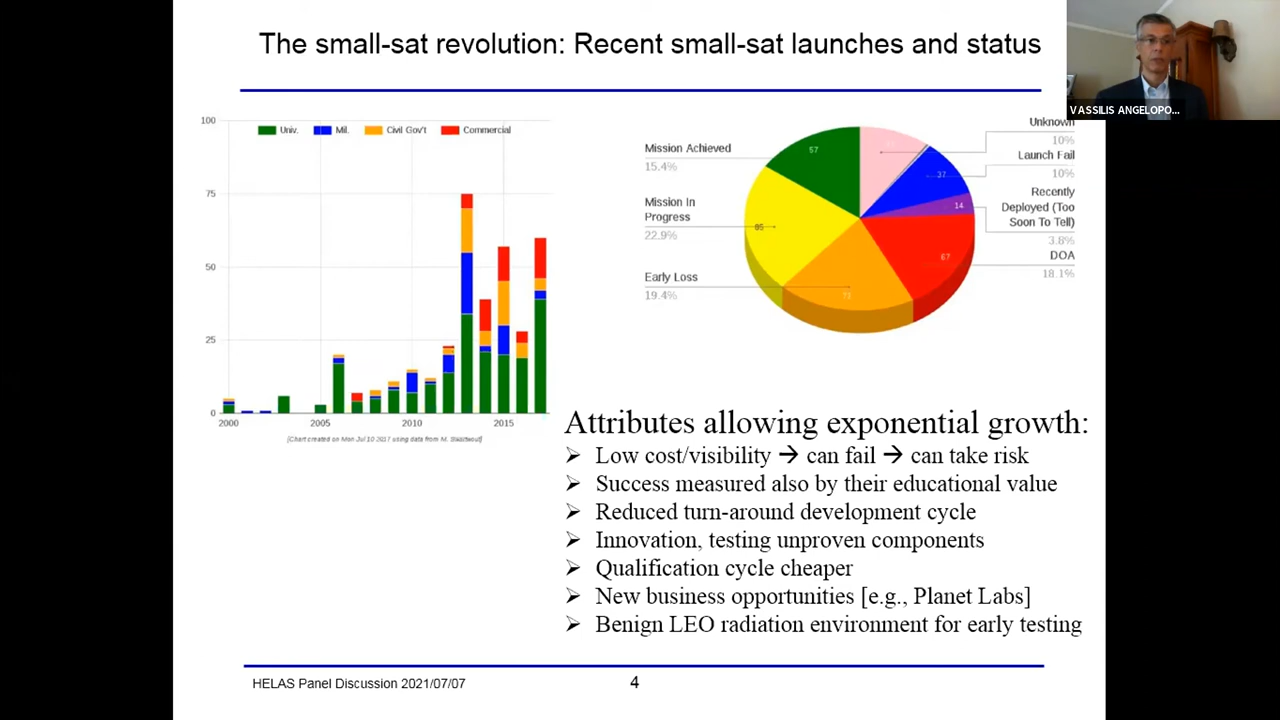 The small-sat revolution: Recent small-sat launches and status
VASSILIS ANGELOPO...
100
75
50
25
0
Univ.
Mil.
Civil Gov't
Commercial
2000
2005
2010
2015
[Chart created on Mon Jul 10 2017 using data from M. Swartwout]
Mission Achieved
15.4%
Mission In
Progress
22.9%
Early Loss
19.4%
Unknown
10%
Launch Fail
10%
Recently
Deployed (Too
Soon To Tell)
3.8%
DOA
18.1%
57
37
14
67
72
85
Attributes allowing exponential growth:
➢ Low cost/visibility → can fail → can take risk
➢ Success measured also by their educational value
➢ Reduced turn-around development cycle
➢ Innovation, testing unproven components
➢ Qualification cycle cheaper
➢ New business opportunities [e.g., Planet Labs]
➢ Benign LEO radiation environment for early testing
HELAS Panel Discussion 2021/07/07
4